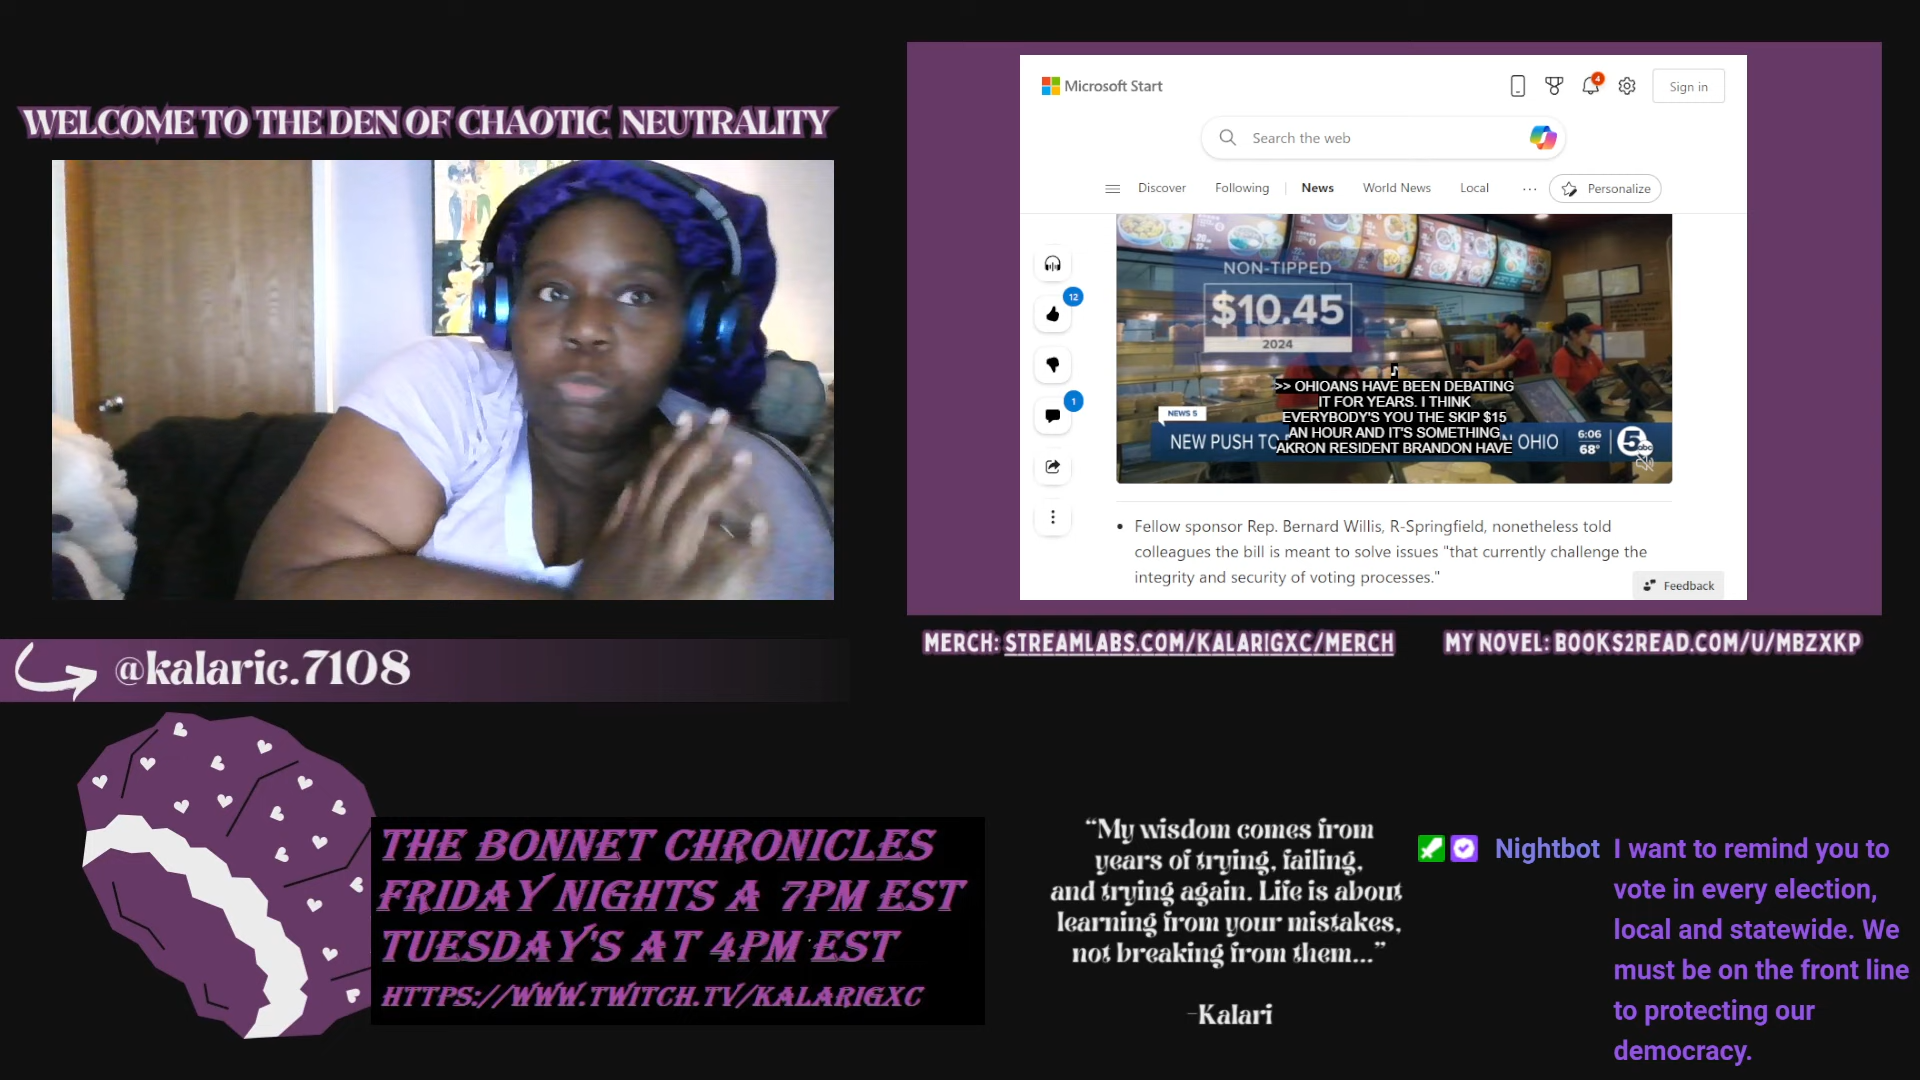 WELCOME TO THE DEN OF CHAOTIC NEUTRALITY
@kalaric.7108
Microsoft Start
4
Sign in
Search the web
Discover
Following
News
World News
Local
...
Personalize
12
1
NON-TIPPED
$10.45
2024
♪
>> OHIOANS HAVE BEEN DEBATING
IT FOR YEARS. I THINK
EVERYBODY'S YOU THE SKIP $15
AN HOUR AND IT'S SOMETHING
AKRON RESIDENT BRANDON HAVE
NEWS 5
NEW PUSH TO
OHIO
6:06
68°
5
abc
• Fellow sponsor Rep. Bernard Willis, R-Springfield, nonetheless told
colleagues the bill is meant to solve issues "that currently challenge the
integrity and security of voting processes."
Feedback
MERCH: STREAMLABS.COM/KALARIGXC/MERCH
MY NOVEL: BOOKS2READ.COM/U/MBZXKP
THE BONNET CHRONICLES
FRIDAY NIGHTS A 7PM EST
TUESDAY'S AT 4PM EST
HTTPS://WWW.TWITCH.TV/KALARIGXC
“My wisdom comes from
years of trying, failing,
and trying again. Life is about
learning from your mistakes,
not breaking from them...”
-Kalari
Nightbot I want to remind you to
vote in every election,
local and statewide. We
must be on the front line
to protecting our
democracy.